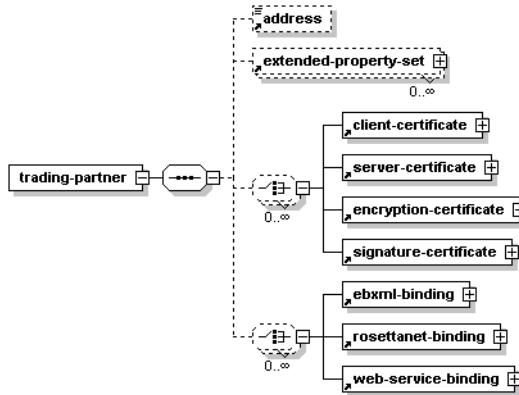 address
extended-property-set
0..∞
client-certificate
trading-partner
server-certificate
0..∞
encryption-certificate
signature-certificate
ebxml-binding
rosettanet-binding
0..∞
web-service-binding